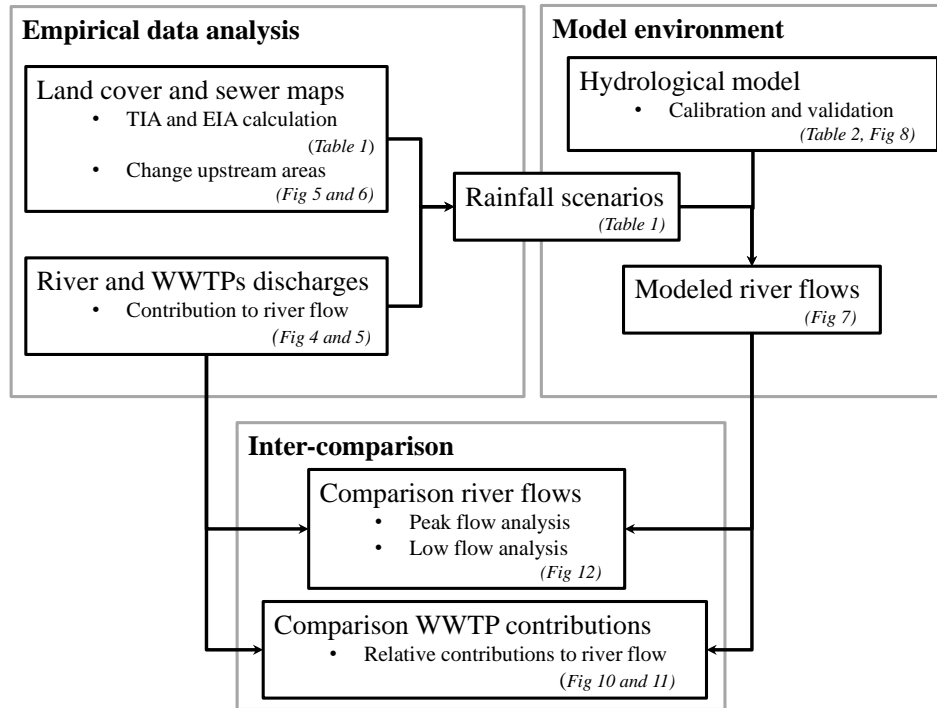 Empirical data analysis
Land cover and sewer maps
• TIA and EIA calculation
(Table 1)
• Change upstream areas
(Fig 5 and 6)
River and WWTPs discharges
• Contribution to river flow
(Fig 4 and 5)
Rainfall scenarios
(Table 1)
Model environment
Hydrological model
• Calibration and validation
(Table 2, Fig 8)
Modeled river flows
(Fig 7)
Inter-comparison
Comparison river flows
• Peak flow analysis
• Low flow analysis
(Fig 12)
Comparison WWTP contributions
• Relative contributions to river flow
(Fig 10 and 11)